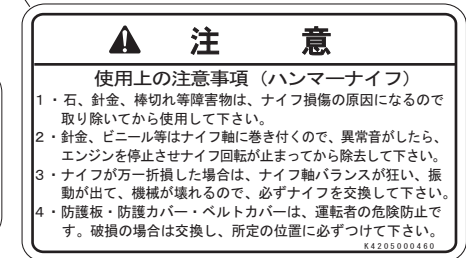 注 意
使用上の注意事項（ハンマーナイフ）
1・石、針金、棒切れ等障害物は、ナイフ損傷の原因になるので
取り除いてから使用して下さい。
2・針金、ビニール等はナイフ軸に巻き付くので、異常音がしたら、
エンジンを停止させナイフ回転が止まってから除去して下さい。
3・ナイフが万一折損した場合は、ナイフ軸バランスが狂い、振
動が出て、機械が壊れるので、必ずナイフを交換して下さい。
4・防護板・防護カバー・ベルトカバーは、運転者の危険防止で
す。破損の場合は交換し、所定の位置に必ずつけて下さい。
K4205000460